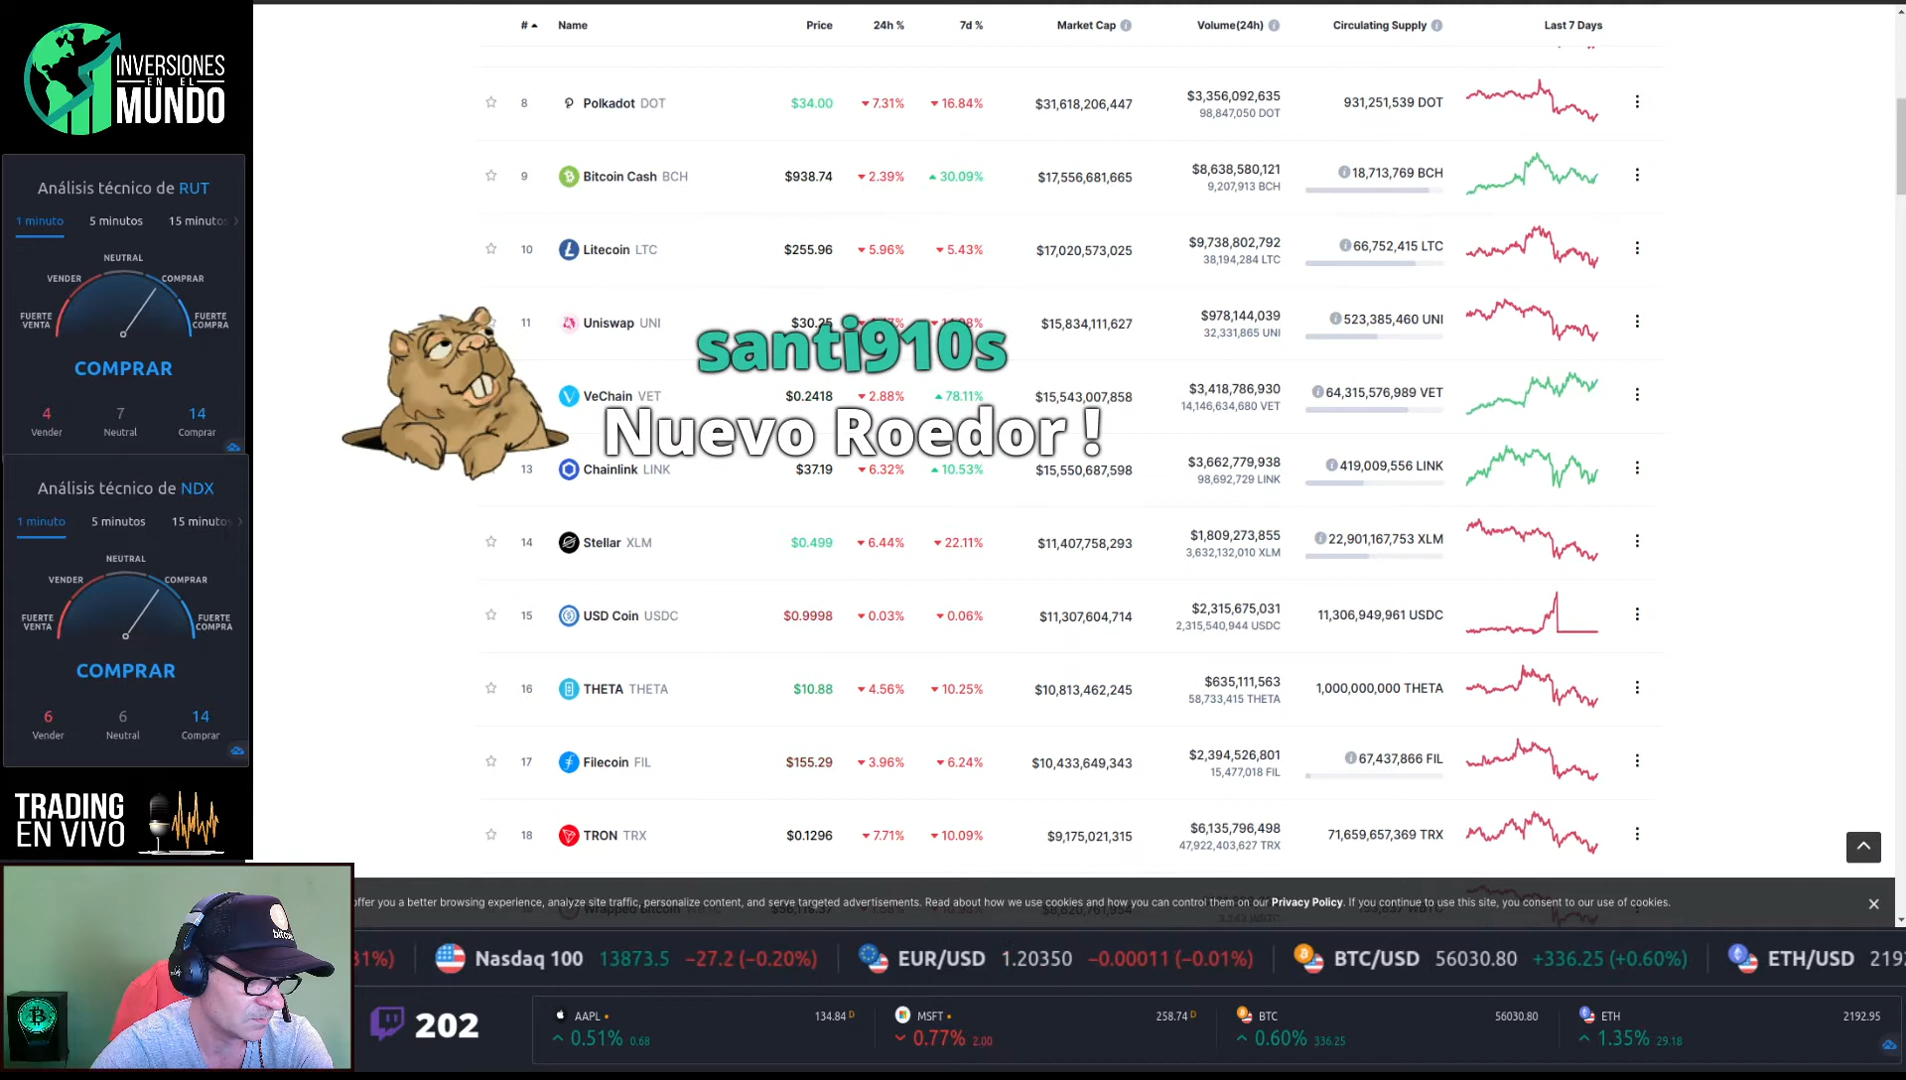 INVERSIONES
EN EL
MUNDO
Análisis técnico de RUT
1 minuto 5 minutos 15 minutos
NEUTRAL
VENDER COMPRAR
FUERTE VENTA FUERTE COMPRA
COMPRAR
4 7 14
Vender Neutral Comprar
Análisis técnico de NDX
1 minuto 5 minutos 15 minutos
NEUTRAL
VENDER COMPRAR
FUERTE VENTA FUERTE COMPRA
COMPRAR
6 6 14
Vender Neutral Comprar
TRADING
EN VIVO
# Name Price 24h % 7d % Market Cap Volume(24h) Circulating Supply Last 7 Days
8 Polkadot DOT $34.00 7.31% 16.84% $31,618,206,447 $3,356,092,635 931,251,539 DOT
98,847,050 DOT
9 Bitcoin Cash BCH $938.74 2.39% 30.09% $17,556,681,665 $8,638,580,121 18,713,769 BCH
9,207,913 BCH
10 Litecoin LTC $255.96 5.96% 5.43% $17,020,573,025 $9,738,802,792 66,752,415 LTC
38,194,284 LTC
11 Uniswap UNI $30.25 $15,834,111,627 $978,144,039 523,385,460 UNI
32,331,865 UNI
santi910s
VeChain VET $0.2418 2.88% 78.11% $15,543,007,858 $3,418,786,930 64,315,576,989 VET
14,146,634,680 VET
Nuevo Roedor !
13 Chainlink LINK $37.19 6.32% 10.53% $15,550,687,598 $3,662,779,938 419,009,556 LINK
98,692,729 LINK
14 Stellar XLM $0.499 6.44% 22.11% $11,407,758,293 $1,809,273,855 22,901,167,753 XLM
3,632,132,010 XLM
15 USD Coin USDC $0.9998 0.03% 0.06% $11,307,604,714 $2,315,675,031 11,306,949,961 USDC
2,315,540,944 USDC
16 THETA THETA $10.88 4.56% 10.25% $10,813,462,245 $635,111,563 1,000,000,000 THETA
58,733,415 THETA
17 Filecoin FIL $155.29 3.96% 6.24% $10,433,649,343 $2,394,526,801 67,437,866 FIL
15,477,018 FIL
18 TRON TRX $0.1296 7.71% 10.09% $9,175,021,315 $6,135,796,498 71,659,657,369 TRX
47,922,403,627 TRX
offer you a better browsing experience, analyze site traffic, personalize content, and serve targeted advertisements. Read about how we use cookies and how you can control them on our Privacy Policy. If you continue to use this site, you consent to our use of cookies.
Nasdaq 100 13873.5 −27.2 (−0.20%) EUR/USD 1.20350 −0.00011 (−0.01%) BTC/USD 56030.80 +336.25 (+0.60%) ETH/USD 2192
202
AAPL 134.84 D MSFT 258.74 D BTC 56030.80 ETH 2192.95
0.51% 0.68 0.77% 2.00 0.60% 336.25 1.35% 29.18
bitcoin